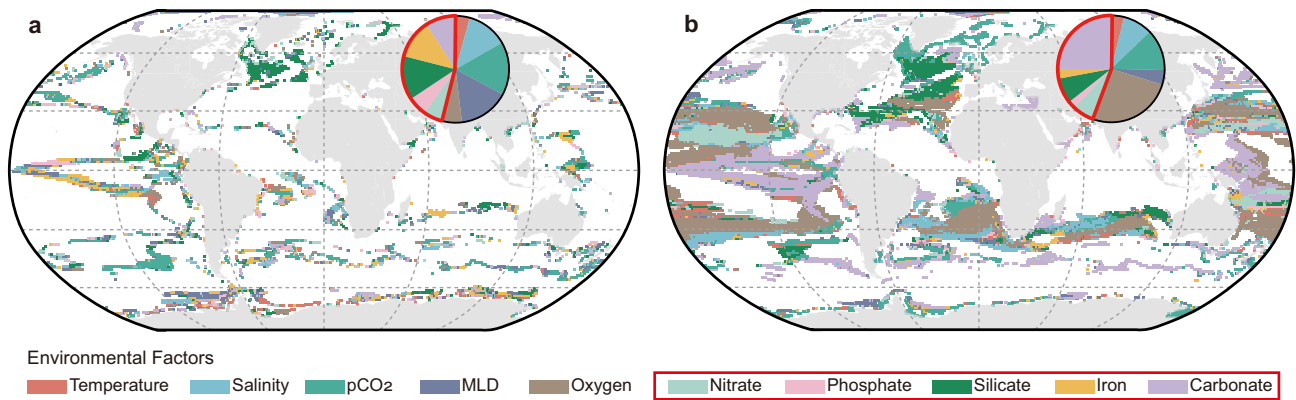 a b
Environmental Factors
Temperature Salinity pCO2 MLD Oxygen Nitrate Phosphate Silicate Iron Carbonate